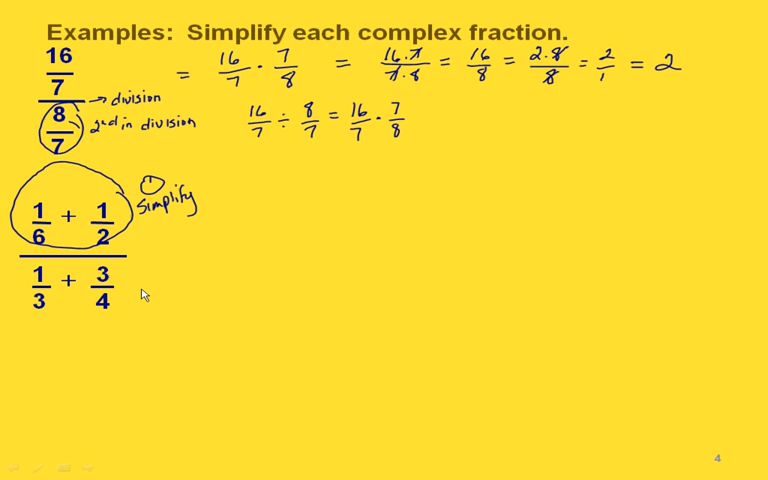 Examples: Simplify each complex fraction.
16/7 / 8/7 = 16/7 · 7/8 = 16·7/7·8 = 16/8 = 2·8/8 = 2/1 = 2
→ division
2nd in division
16/7 ÷ 8/7 = 16/7 · 7/8
1 simplify
1/6 + 1/2
1/3 + 3/4
4